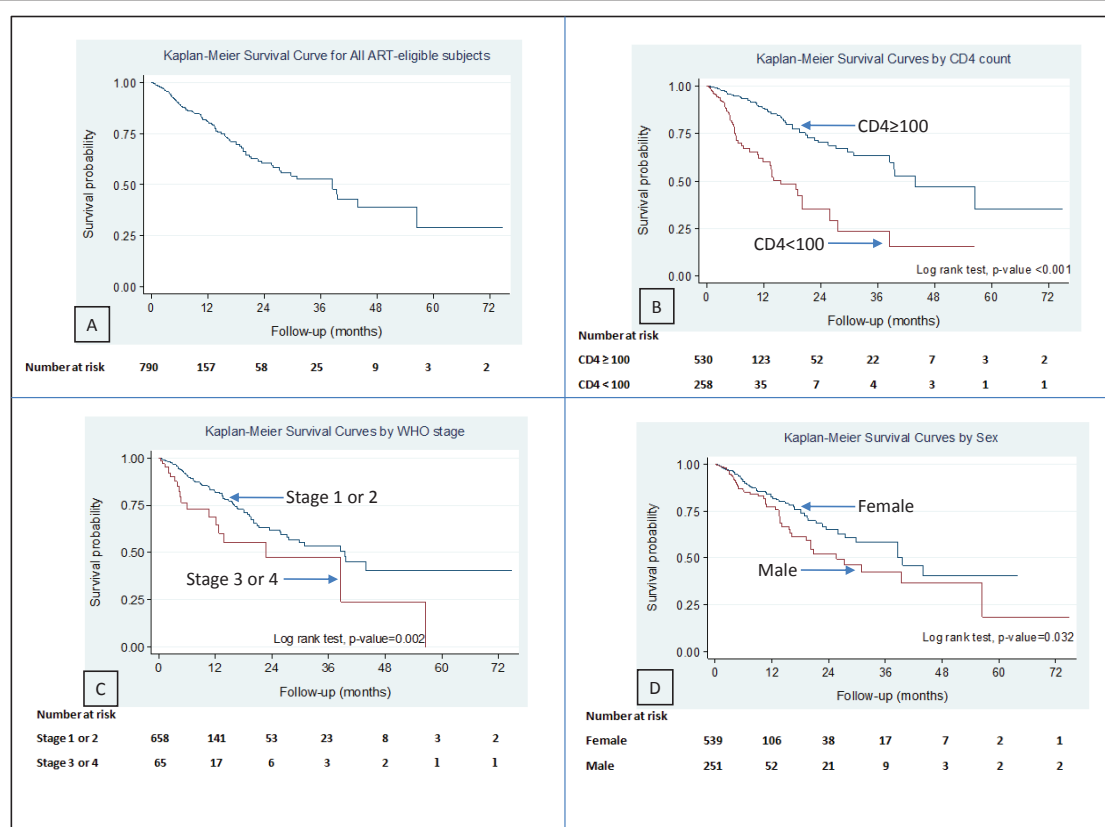 Kaplan-Meier Survival Curve for All ART-eligible subjects
Survival probability
1.00
0.75
0.50
0.25
0.00
0 12 24 36 48 60 72
Follow-up (months)
A
Number at risk 790 157 58 25 9 3 2
Kaplan-Meier Survival Curves by CD4 count
Survival probability
1.00
0.75
0.50
0.25
0.00
CD4≥100
CD4<100
Log rank test, p-value <0.001
0 12 24 36 48 60 72
Follow-up (months)
B
Number at risk
CD4 ≥ 100 530 123 52 22 7 3 2
CD4 < 100 258 35 7 4 3 1 1
Kaplan-Meier Survival Curves by WHO stage
Survival probability
1.00
0.75
0.50
0.25
0.00
Stage 1 or 2
Stage 3 or 4
Log rank test, p-value=0.002
0 12 24 36 48 60 72
Follow-up (months)
C
Number at risk
Stage 1 or 2 658 141 53 23 8 3 2
Stage 3 or 4 65 17 6 3 2 1 1
Kaplan-Meier Survival Curves by Sex
Survival probability
1.00
0.75
0.50
0.25
0.00
Female
Male
Log rank test, p-value=0.032
0 12 24 36 48 60 72
Follow-up (months)
D
Number at risk
Female 539 106 38 17 7 2 1
Male 251 52 21 9 3 2 2